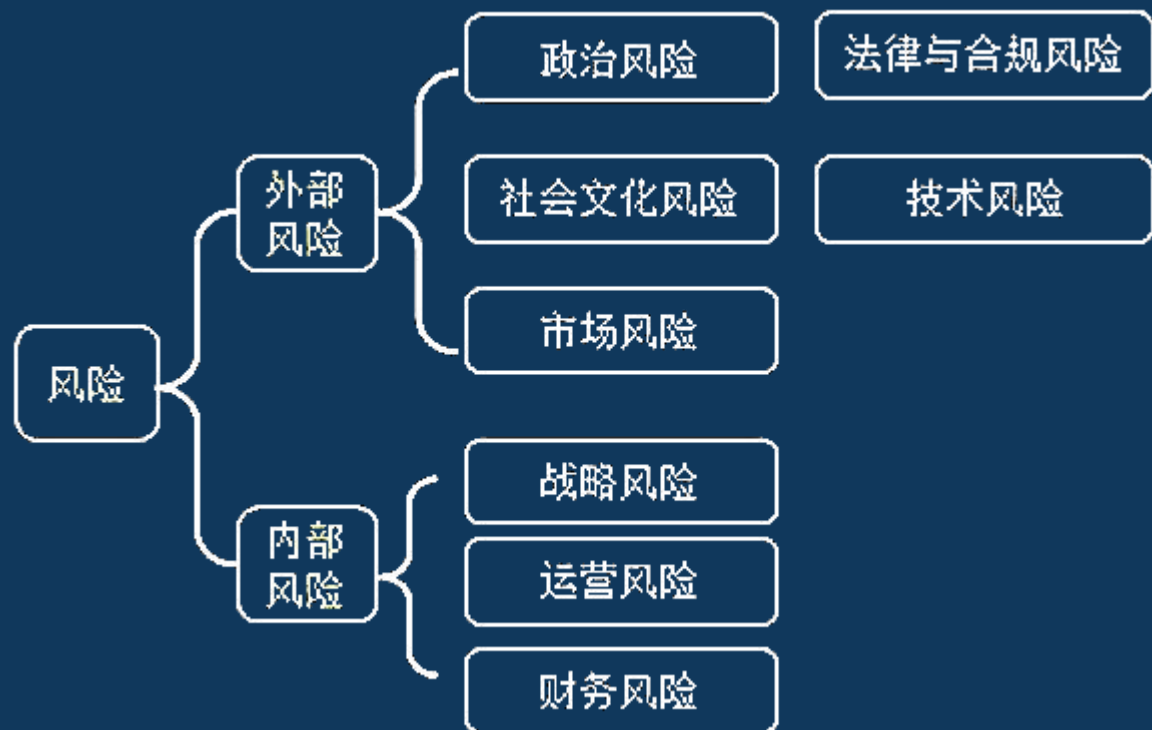 政治风险
法律与合规风险
外部
风险
社会文化风险
技术风险
市场风险
风险
战略风险
内部
风险
运营风险
财务风险